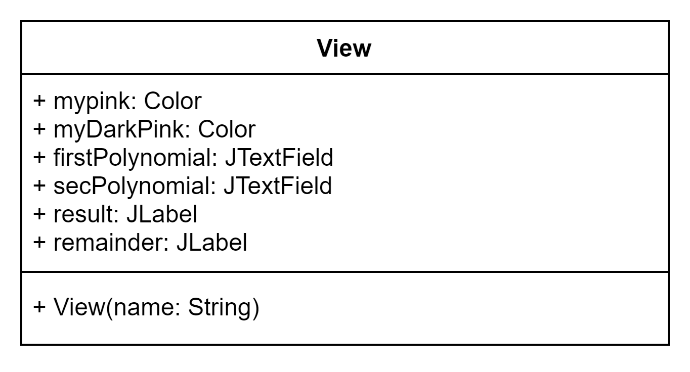 View
+ mypink: Color
+ myDarkPink: Color
+ firstPolynomial: JTextField
+ secPolynomial: JTextField
+ result: JLabel
+ remainder: JLabel
+ View(name: String)